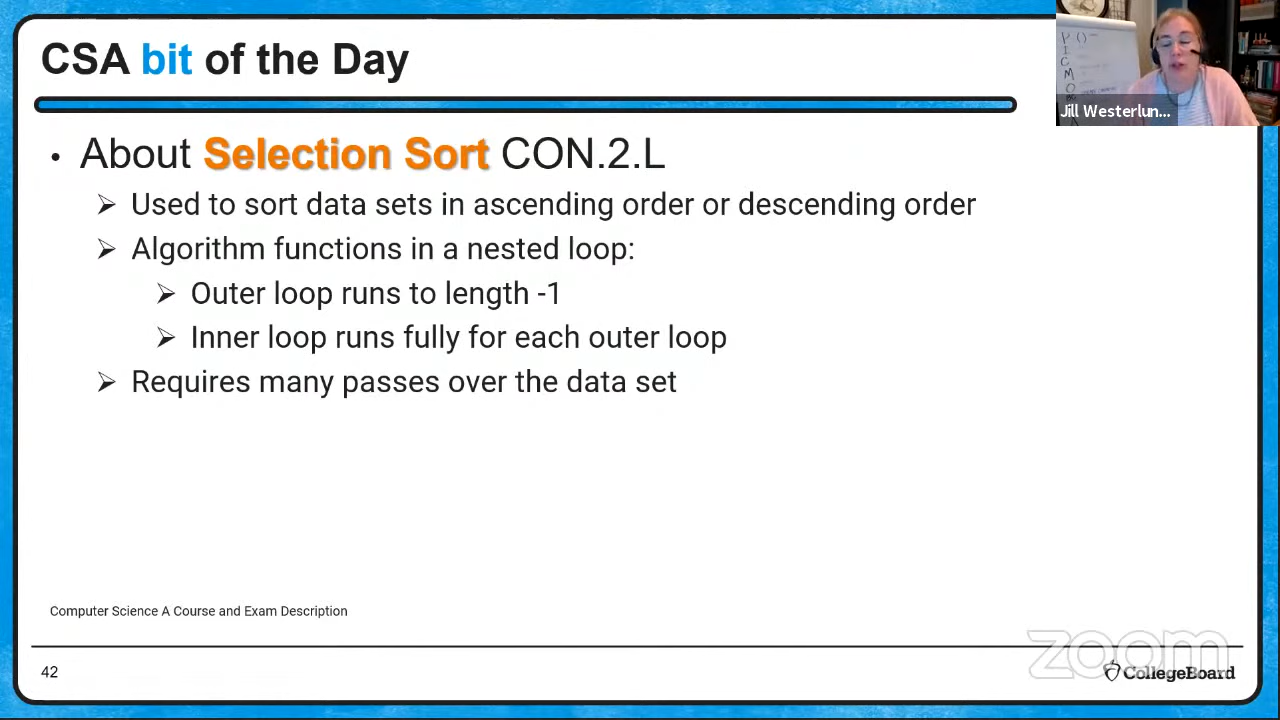 CSA bit of the Day
Jill Westerlun...
• About Selection Sort CON.2.L
➢ Used to sort data sets in ascending order or descending order
➢ Algorithm functions in a nested loop:
➢ Outer loop runs to length -1
➢ Inner loop runs fully for each outer loop
➢ Requires many passes over the data set
Computer Science A Course and Exam Description
zoom
42
CollegeBoard